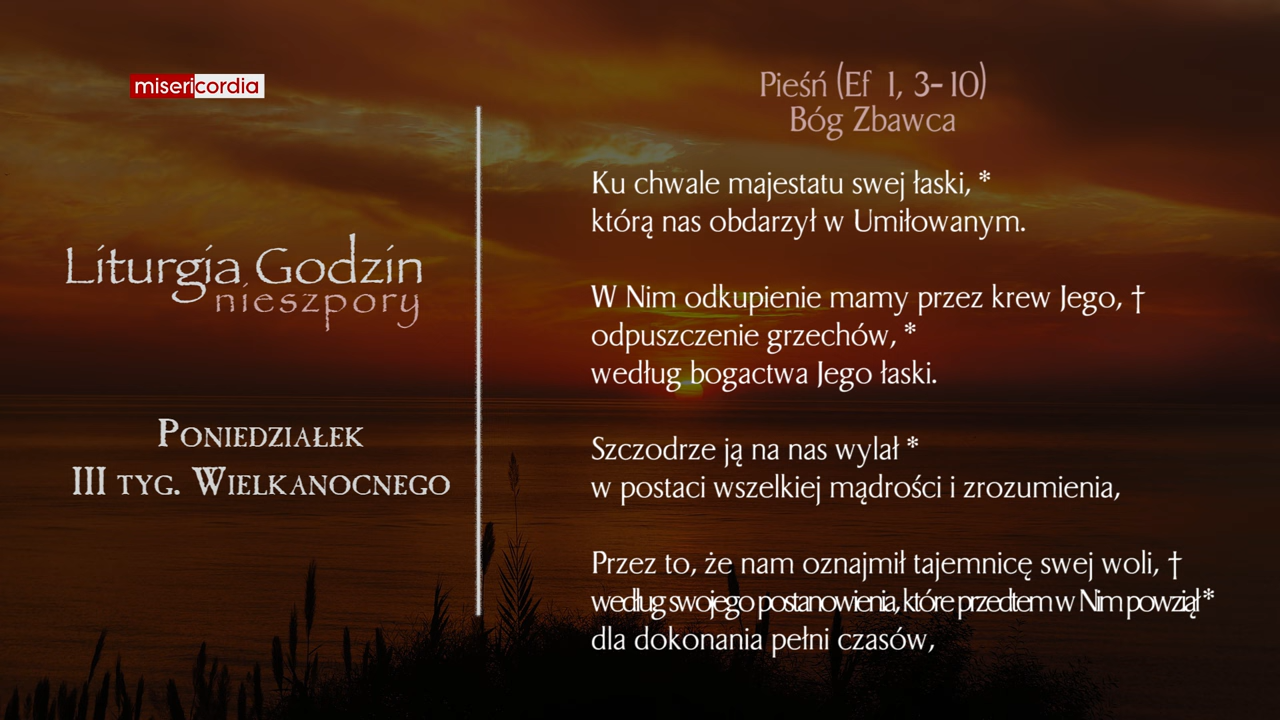 misericordia
Liturgia Godzin
nieszpory
Poniedziałek
III tyg. Wielkanocnego
Pieśń (Ef 1, 3-10)
Bóg Zbawca
Ku chwale majestatu swej łaski, *
którą nas obdarzył w Umiłowanym.
W Nim odkupienie mamy przez krew Jego, †
odpuszczenie grzechów, *
według bogactwa Jego łaski.
Szczodrze ją na nas wylał *
w postaci wszelkiej mądrości i zrozumienia,
Przez to, że nam oznajmił tajemnicę swej woli, †
według swojego postanowienia, które przedtem w Nim powziął *
dla dokonania pełni czasów,